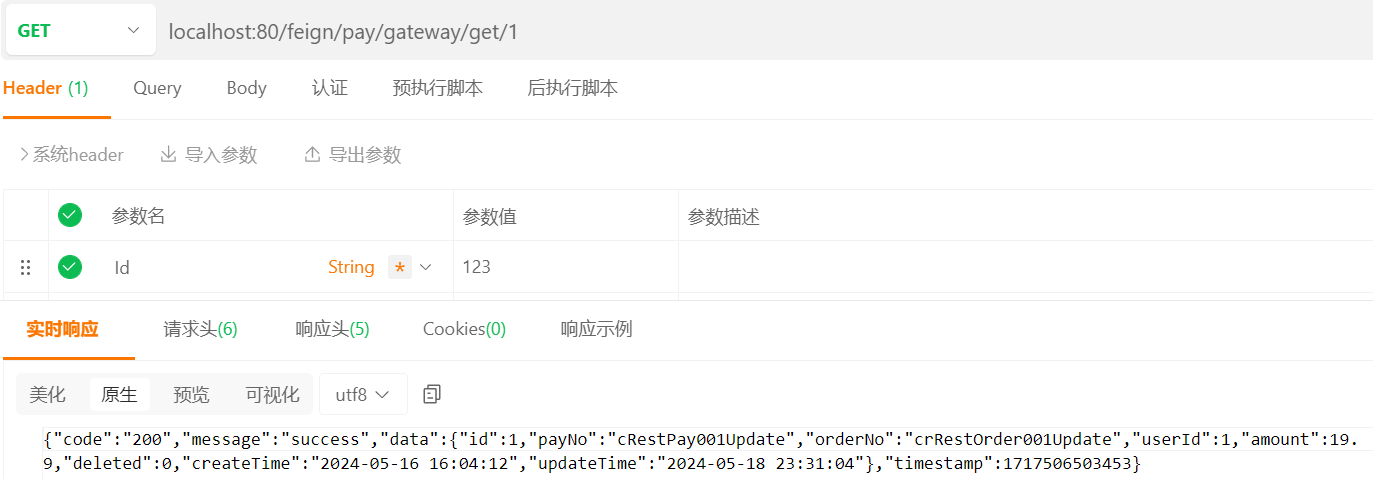 GET localhost:80/feign/pay/gateway/get/1
Header (1) Query Body 认证 预执行脚本 后执行脚本
系统header 导入参数 导出参数
参数名 参数值 参数描述
Id String * 123
实时响应 请求头(6) 响应头(5) Cookies(0) 响应示例
美化 原生 预览 可视化 utf8
{"code":"200","message":"success","data":{"id":1,"payNo":"cRestPay001Update","orderNo":"crRestOrder001Update","userId":1,"amount":19.
9,"deleted":0,"createTime":"2024-05-16 16:04:12","updateTime":"2024-05-18 23:31:04"},"timestamp":1717506503453}